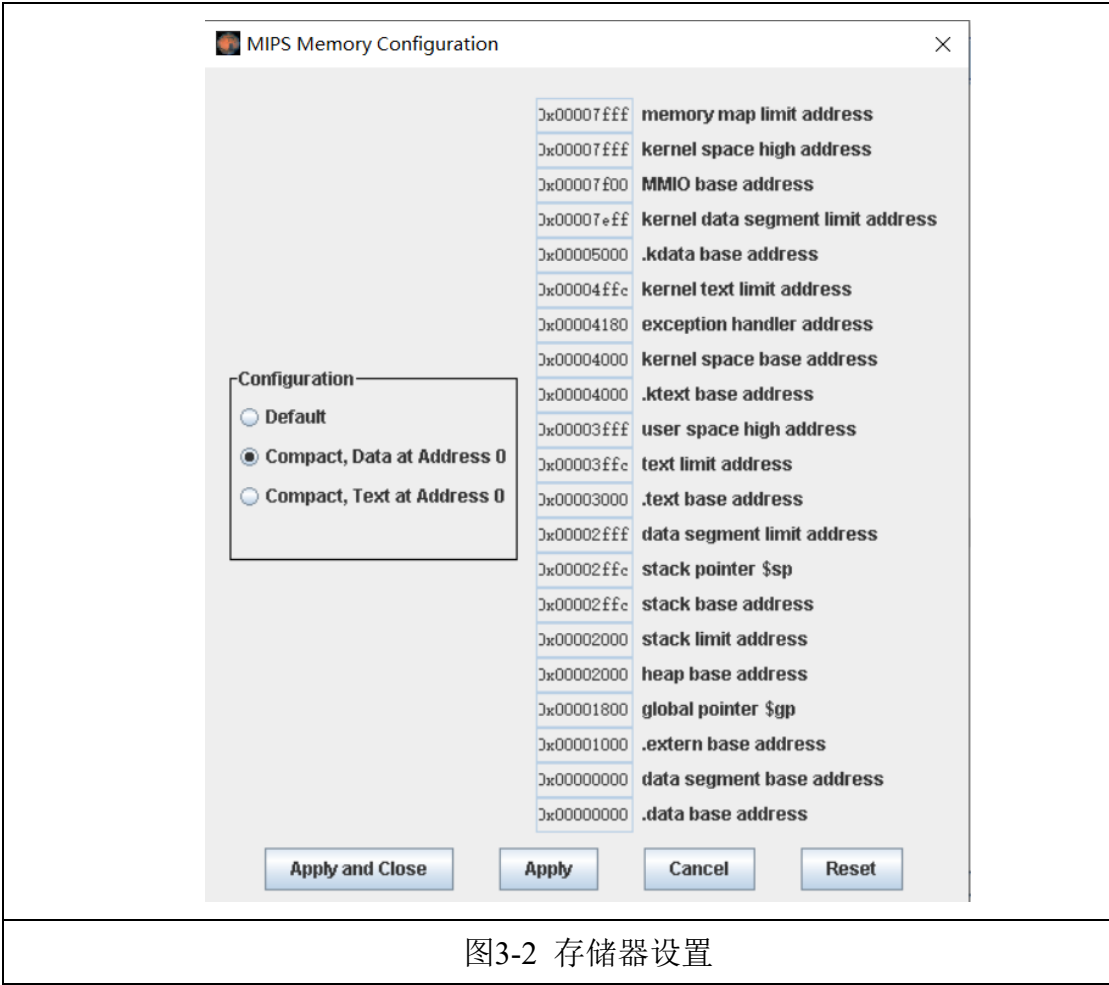 MIPS Memory Configuration
0x00007fff memory map limit address
0x00007fff kernel space high address
0x00007f00 MMIO base address
0x00007eff kernel data segment limit address
0x00005000 .kdata base address
0x00004ffc kernel text limit address
0x00004180 exception handler address
0x00004000 kernel space base address
0x00004000 .ktext base address
0x00003fff user space high address
0x00003ffc text limit address
0x00003000 .text base address
0x00002fff data segment limit address
0x00002ffc stack pointer $sp
0x00002ffc stack base address
0x00002000 stack limit address
0x00002000 heap base address
0x00001800 global pointer $gp
0x00001000 .extern base address
0x00000000 data segment base address
0x00000000 .data base address
Configuration
Default
Compact, Data at Address 0
Compact, Text at Address 0
Apply and Close Apply Cancel Reset
图3-2 存储器设置